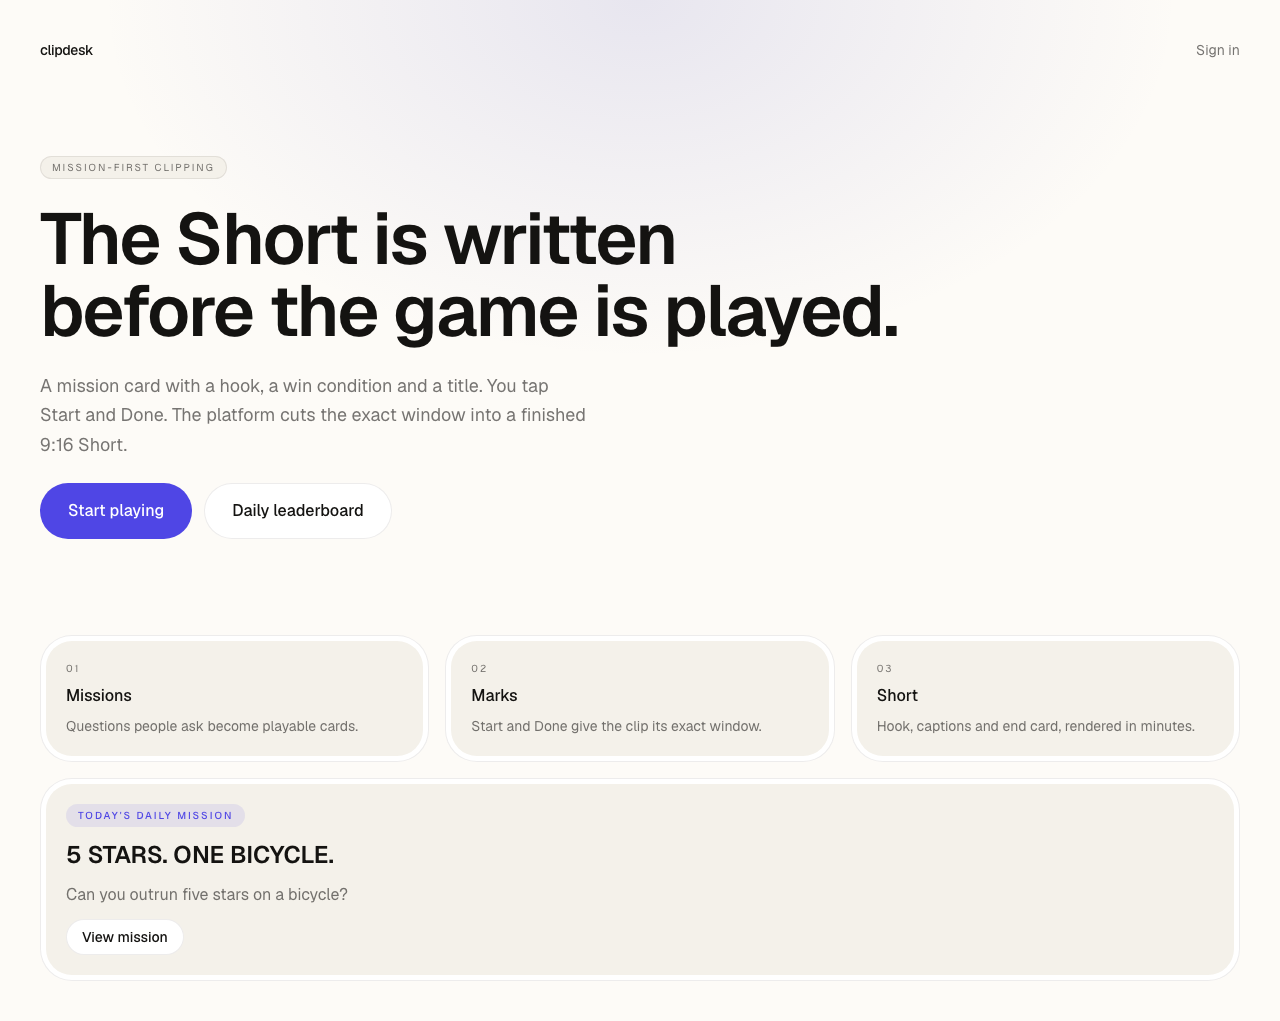 clipdesk
Sign in
MISSION-FIRST CLIPPING
The Short is written
before the game is played.
A mission card with a hook, a win condition and a title. You tap
Start and Done. The platform cuts the exact window into a finished
9:16 Short.
Start playing
Daily leaderboard
01
Missions
Questions people ask become playable cards.
02
Marks
Start and Done give the clip its exact window.
03
Short
Hook, captions and end card, rendered in minutes.
TODAY'S DAILY MISSION
5 STARS. ONE BICYCLE.
Can you outrun five stars on a bicycle?
View mission